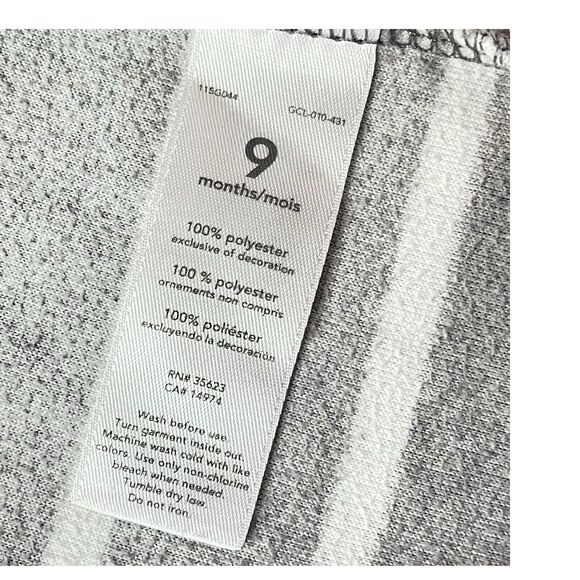 115G044 GCL-010-431
9
months/mois
100% polyester
exclusive of decoration
100 % polyester
ornements non compris
100% poliéster
excluyendo la decoración
RN# 35623
CA# 14974
Wash before use.
Turn garment inside out.
Machine wash cold with like
colors. Use only non-chlorine
bleach when needed.
Tumble dry low.
Do not iron.